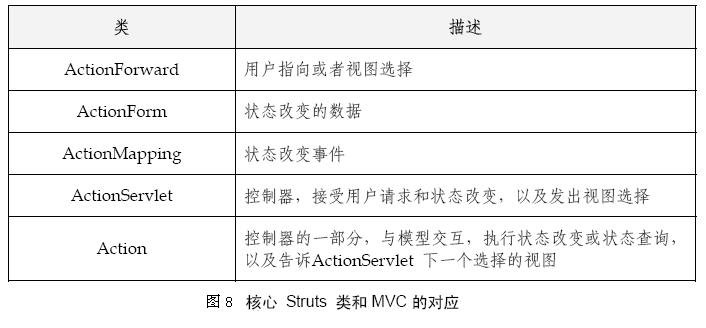 类 描述
ActionForward 用户指向或者视图选择
ActionForm 状态改变的数据
ActionMapping 状态改变事件
ActionServlet 控制器，接受用户请求和状态改变，以及发出视图选择
Action 控制器的一部分，与模型交互，执行状态改变或状态查询，
以及告诉ActionServlet 下一个选择的视图
图 8 核心 Struts 类和 MVC 的对应